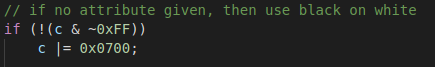 // if no attribute given, then use black on white
if (!(c & ~0xFF))
    c |= 0x0700;